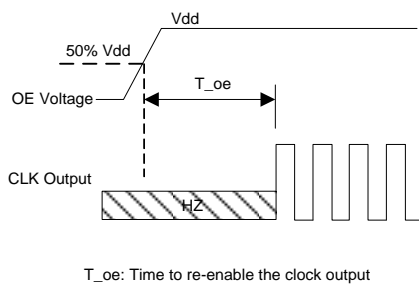 Vdd
50% Vdd
T_oe
OE Voltage
CLK Output
HZ
T_oe: Time to re-enable the clock output